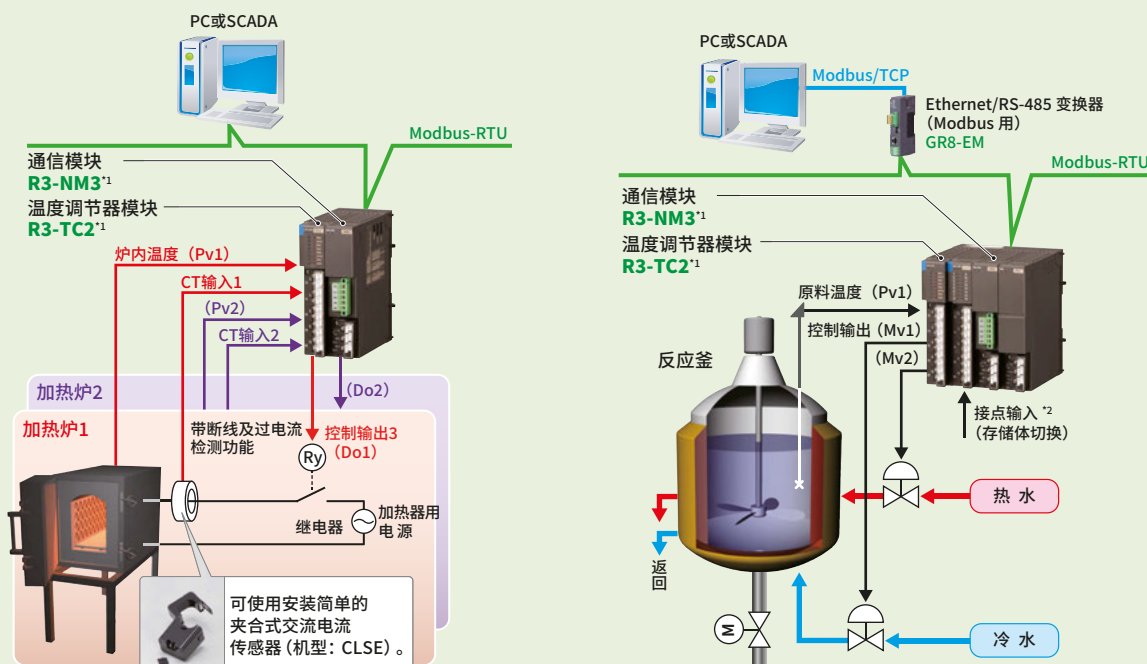 PC或SCADA
Modbus-RTU
通信模块
R3-NM3*1
温度调节器模块
R3-TC2*1
炉内温度（Pv1）
CT输入1
（Pv2）
CT输入2
加热炉2
（Do2）
加热炉1
带断线及过电流
检测功能
控制输出3
（Do1）
Ry
继电器
加热器用
电 源
可使用安装简单的
夹合式交流电流
传感器（机型：CLSE）。
PC或SCADA
Modbus/TCP
Ethernet/RS-485 变换器
（Modbus 用）
GR8-EM
Modbus-RTU
通信模块
R3-NM3*1
温度调节器模块
R3-TC2*1
原料温度（Pv1）
控制输出（Mv1）
（Mv2）
反应釜
接点输入 *2
（存储体切换）
热 水
返回
M
冷 水